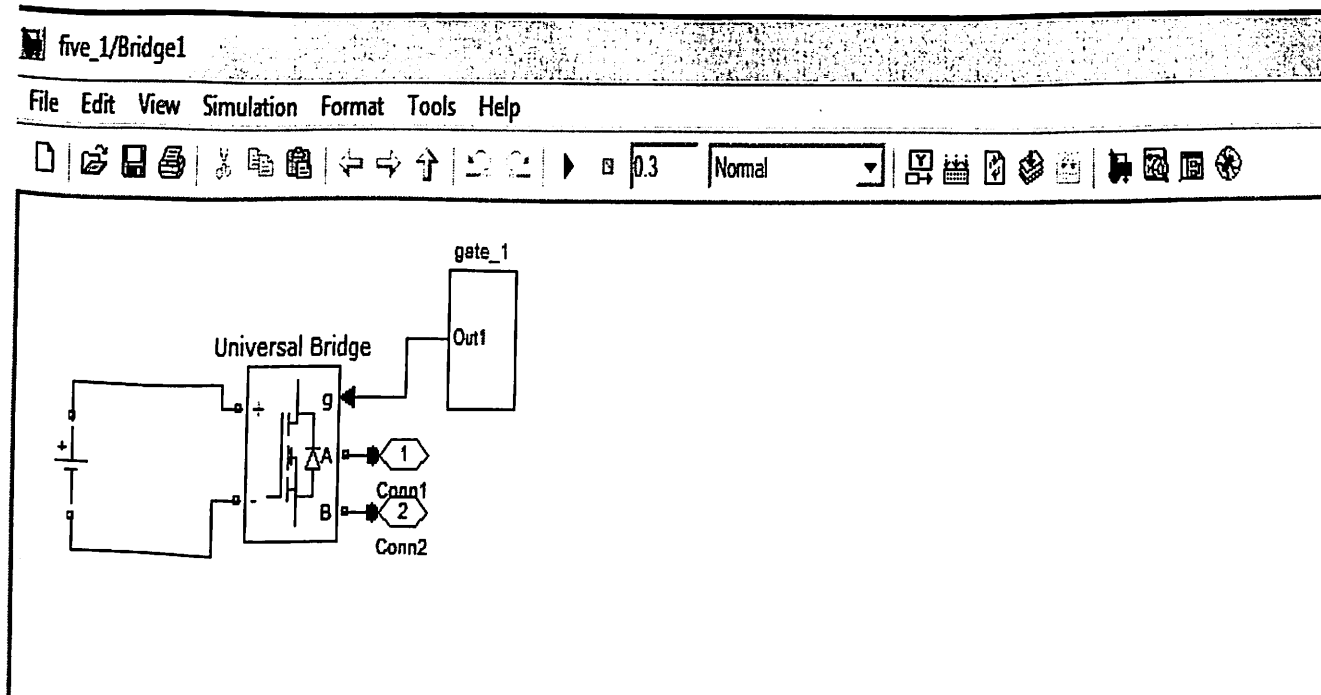 five_1/Bridge1
File Edit View Simulation Format Tools Help
0.3 Normal
gate_1
Out1
Universal Bridge
+ g
+
A 1
Conn1
- B 2
Conn2